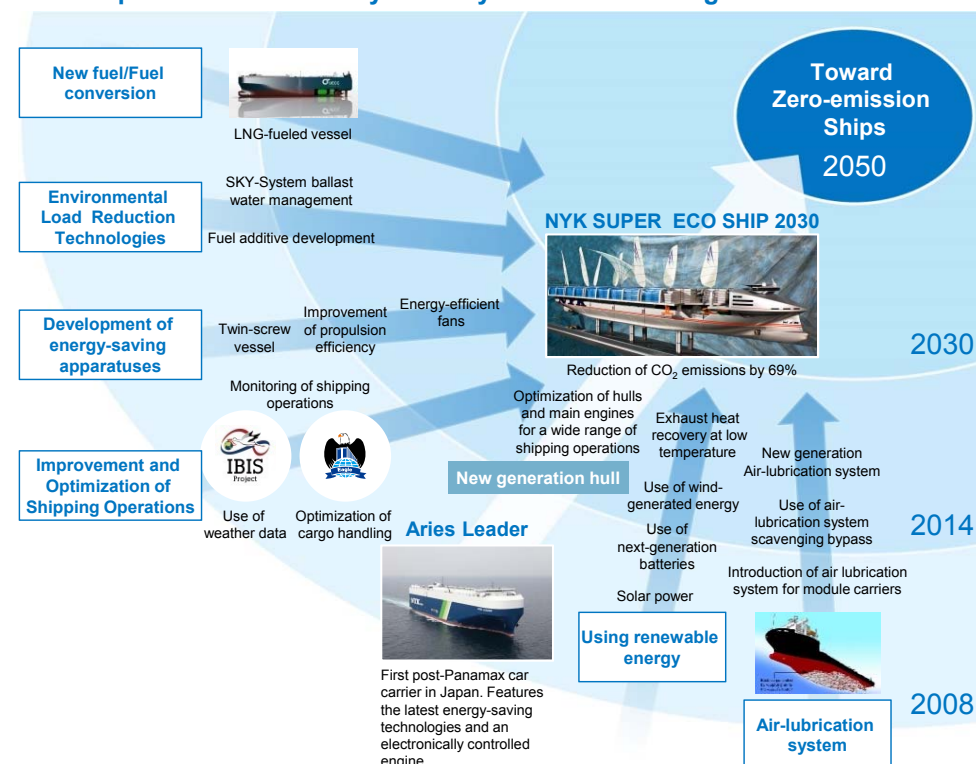 New fuel/Fuel
conversion
LNG-fueled vessel
Toward
Zero-emission
Ships
2050
Environmental
Load Reduction
Technologies
SKY-System ballast
water management
Fuel additive development
NYK SUPER ECO SHIP 2030
Reduction of CO2 emissions by 69%
2030
Development of
energy-saving
apparatuses
Twin-screw
vessel
Improvement
of propulsion
efficiency
Energy-efficient
fans
Monitoring of shipping
operations
Improvement and
Optimization of
Shipping Operations
IBIS
Project
Eagle
Use of
weather data
Optimization of
cargo handling
Optimization of hulls
and main engines
for a wide range of
shipping operations
New generation hull
Exhaust heat
recovery at low
temperature
Use of wind-
generated energy
Use of
next-generation
batteries
Solar power
Using renewable
energy
New generation
Air-lubrication system
Use of air-
lubrication system
scavenging bypass
Introduction of air lubrication
system for module carriers
2014
Aries Leader
First post-Panamax car
carrier in Japan. Features
the latest energy-saving
technologies and an
electronically controlled
engine
Air-lubrication
system
2008